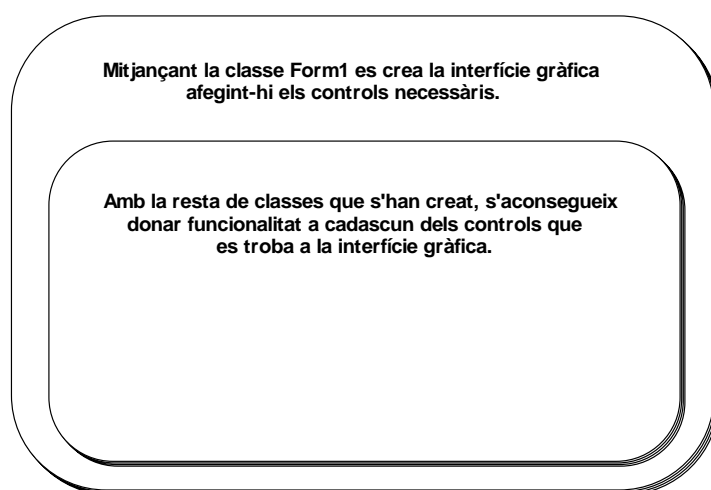 Mitjançant la classe Form1 es crea la interfície gràfica
afegint-hi els controls necessàris.
Amb la resta de classes que s'han creat, s'aconsegueix
donar funcionalitat a cadascun dels controls que
es troba a la interfície gràfica.